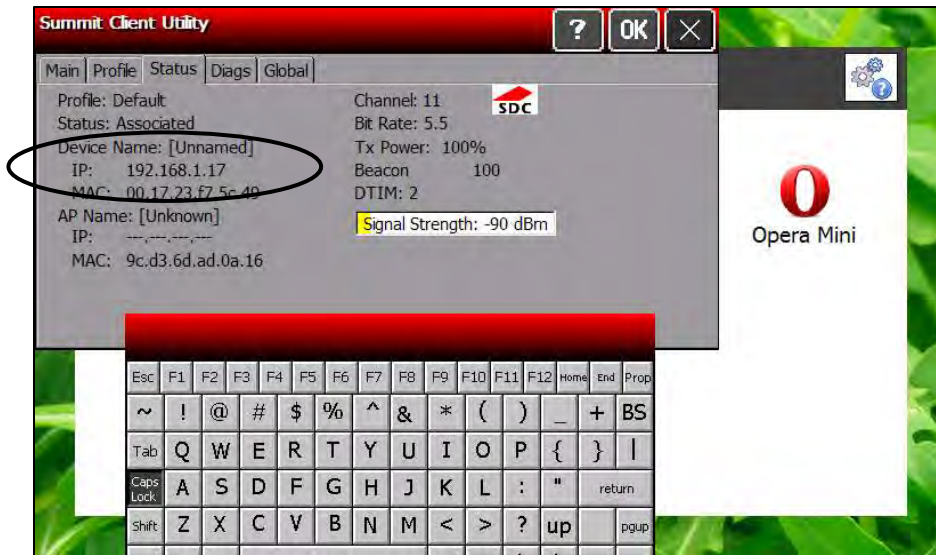 Summit Client Utility
? OK ×
Main Profile Status Diags Global
Profile: Default
Status: Associated
Device Name: [Unnamed]
IP: 192.168.1.17
MAC: 00.17.23.f7.5c.49
AP Name: [Unknown]
IP: ---.---.---.---
MAC: 9c.d3.6d.ad.0a.16
Channel: 11
SDC
Bit Rate: 5.5
Tx Power: 100%
Beacon 100
DTIM: 2
Signal Strength: -90 dBm
?
Opera Mini
Esc F1 F2 F3 F4 F5 F6 F7 F8 F9 F10 F11 F12 Home End Prop
~ ! @ # $ % ^ & * ( ) _ + BS
Tab Q W E R T Y U I O P { } |
Caps Lock A S D F G H J K L : " return
Shift Z X C V B N M < > ? up pgup